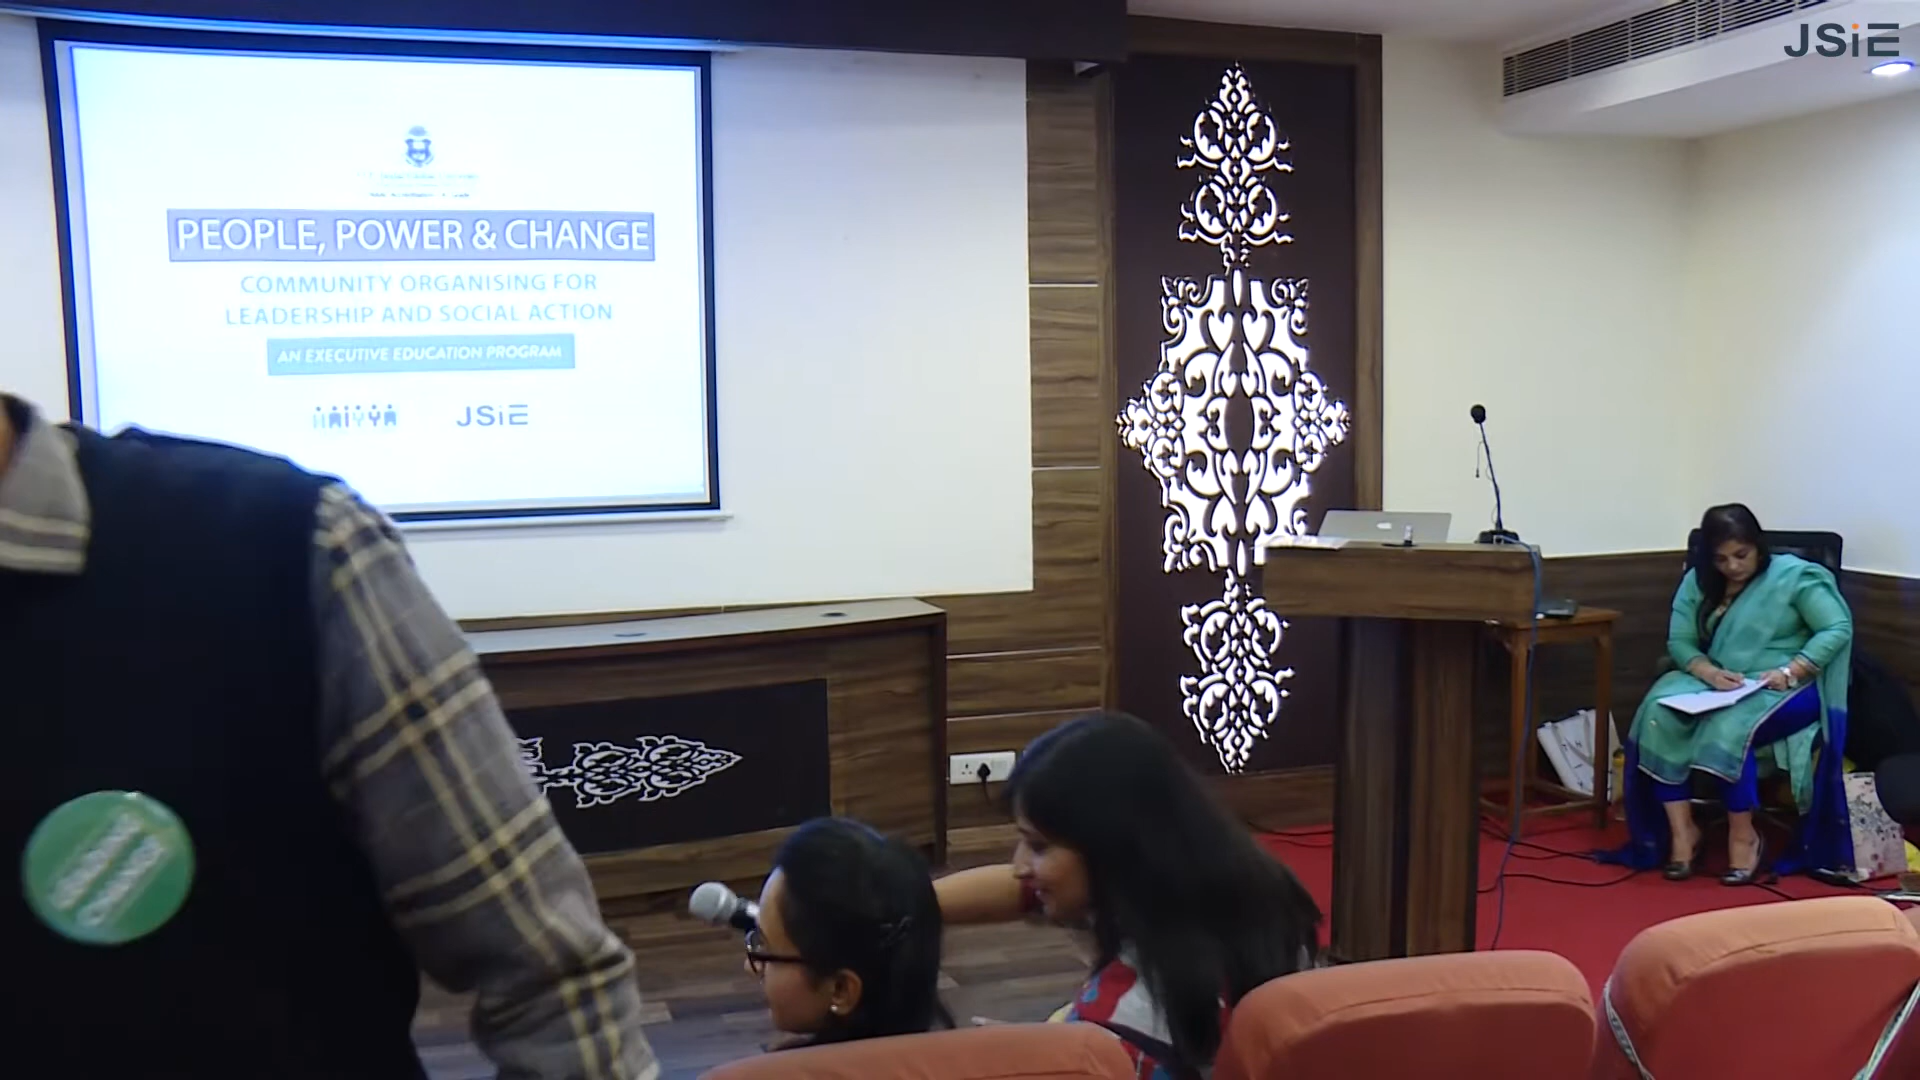 JSiE
PEOPLE, POWER & CHANGE
COMMUNITY ORGANISING FOR
LEADERSHIP AND SOCIAL ACTION
AN EXECUTIVE EDUCATION PROGRAM
JSiE